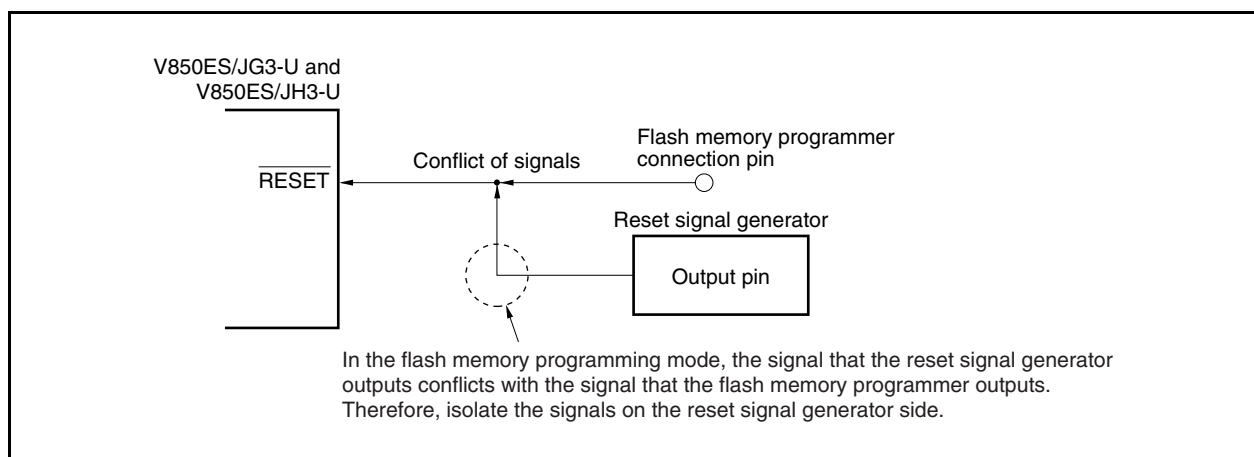 V850ES/JG3-U and
V850ES/JH3-U
RESET
Conflict of signals
Flash memory programmer
connection pin
Reset signal generator
Output pin
In the flash memory programming mode, the signal that the reset signal generator
outputs conflicts with the signal that the flash memory programmer outputs.
Therefore, isolate the signals on the reset signal generator side.